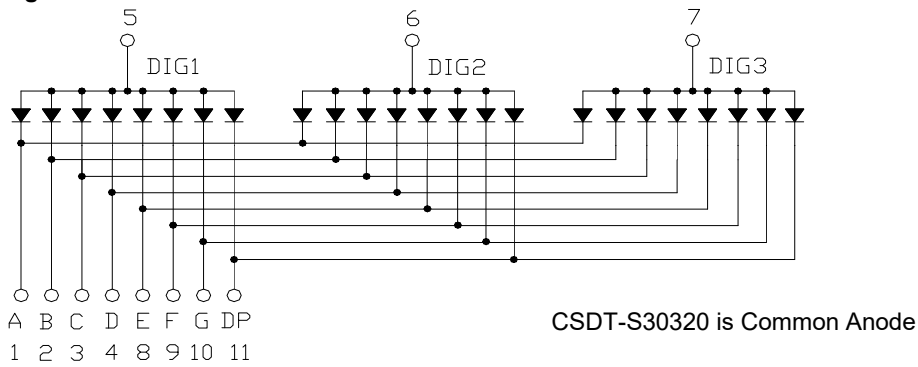 5 6 7
DIG1 DIG2 DIG3
A B C D E F G DP
1 2 3 4 8 9 10 11
CSDT-S30320 is Common Anode